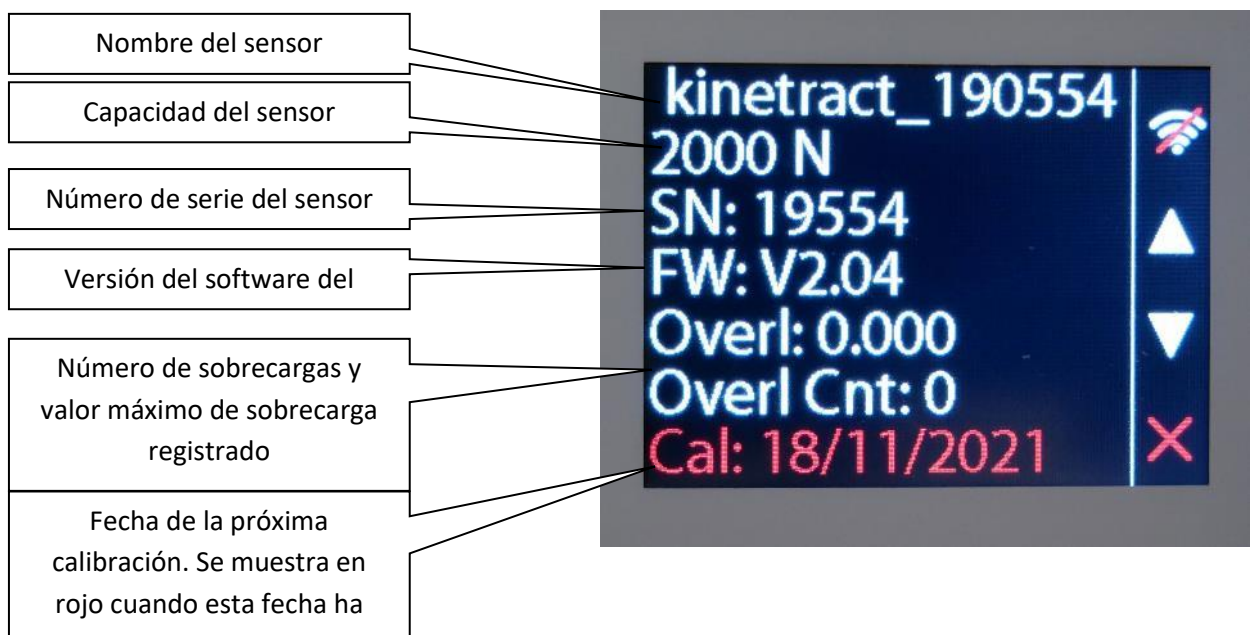 Nombre del sensor
Capacidad del sensor
Número de serie del sensor
Versión del software del
Número de sobrecargas y
valor máximo de sobrecarga
registrado
Fecha de la próxima
calibración. Se muestra en
rojo cuando esta fecha ha
kinetract_190554
2000 N
SN: 19554
FW: V2.04
Overl: 0.000
Overl Cnt: 0
Cal: 18/11/2021